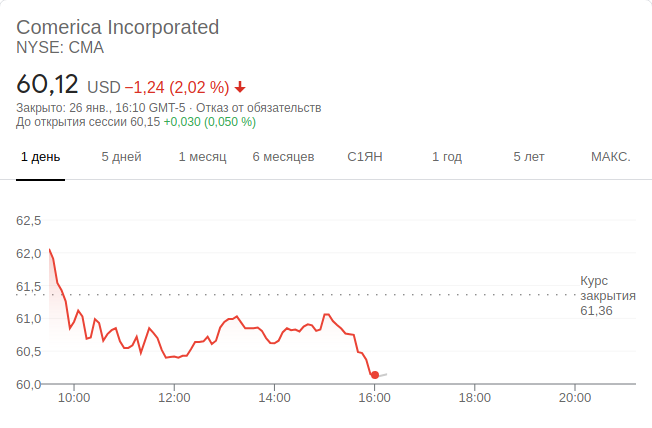 Comerica Incorporated
NYSE: CMA
60,12 USD −1,24 (2,02 %)
Закрыто: 26 янв., 16:10 GMT-5 · Отказ от обязательств
До открытия сессии 60,15 +0,030 (0,050 %)
1 день 5 дней 1 месяц 6 месяцев С1ЯН 1 год 5 лет МАКС.
62,5
62,0
61,5
61,0
60,5
60,0
Курс
закрытия
61,36
10:00 12:00 14:00 16:00 18:00 20:00